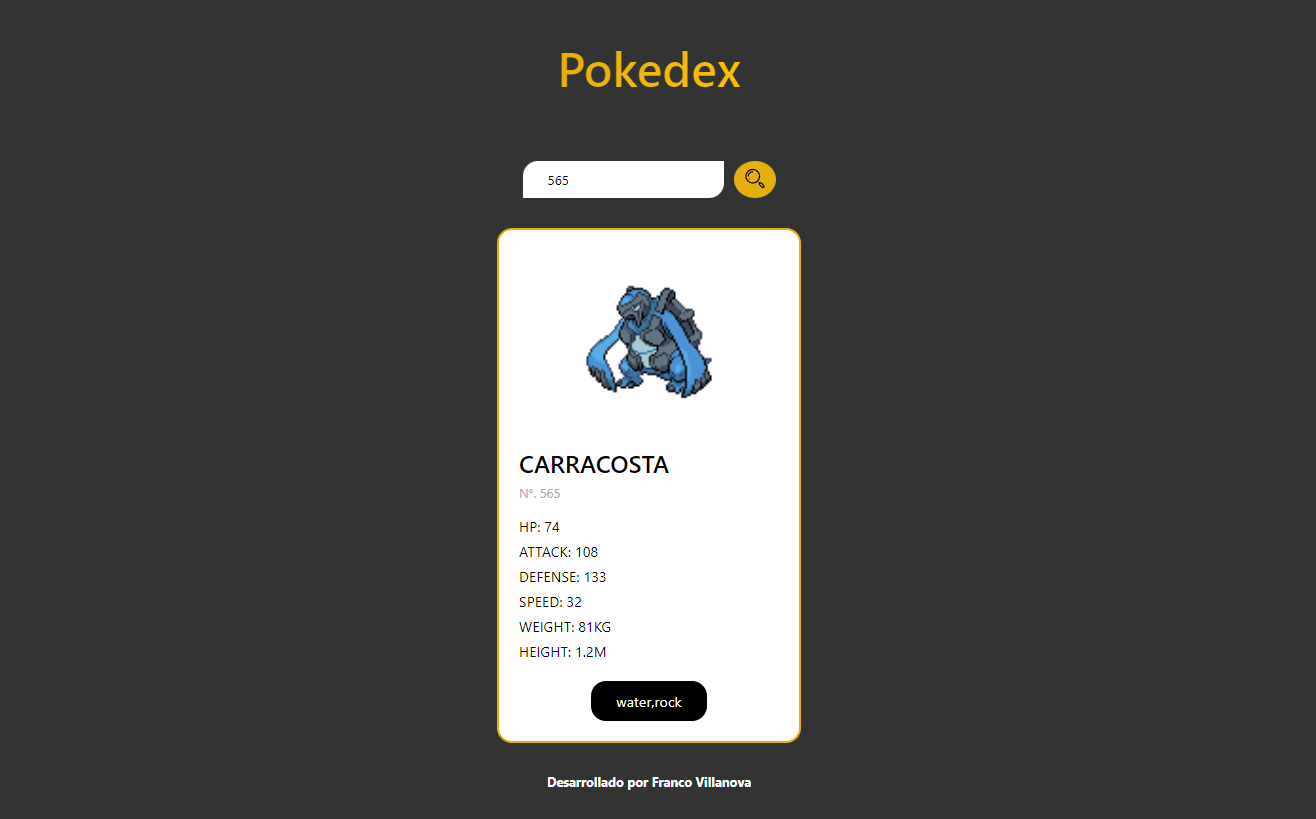 Pokedex
565
CARRACOSTA
Nº. 565
HP: 74
ATTACK: 108
DEFENSE: 133
SPEED: 32
WEIGHT: 81KG
HEIGHT: 1.2M
water,rock
Desarrollado por Franco Villanova